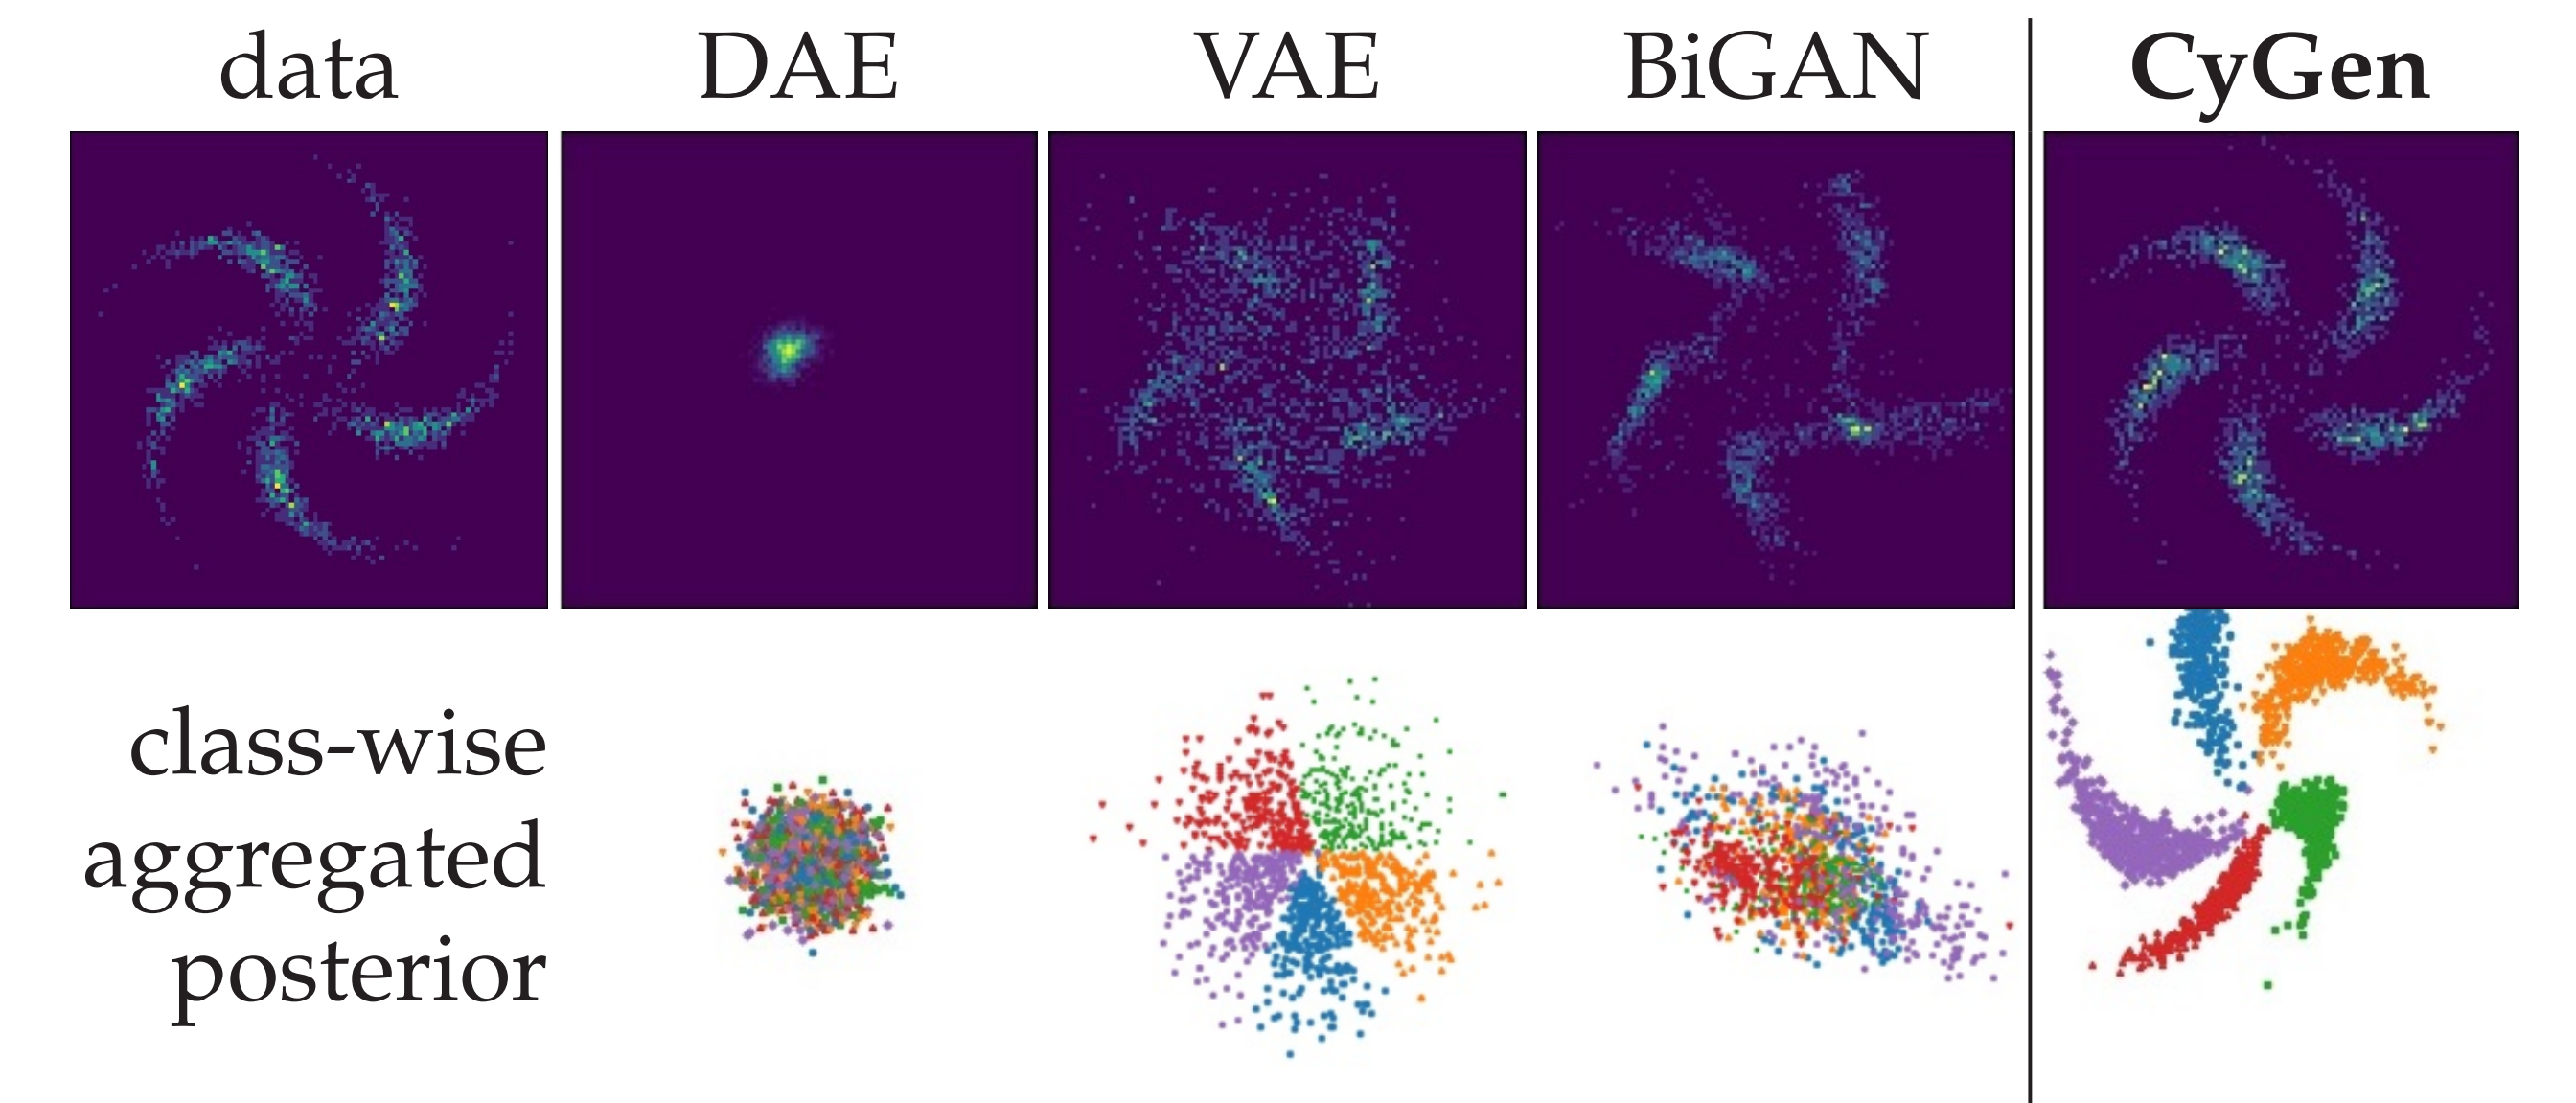 data DAE VAE BiGAN CyGen
class-wise
aggregated
posterior